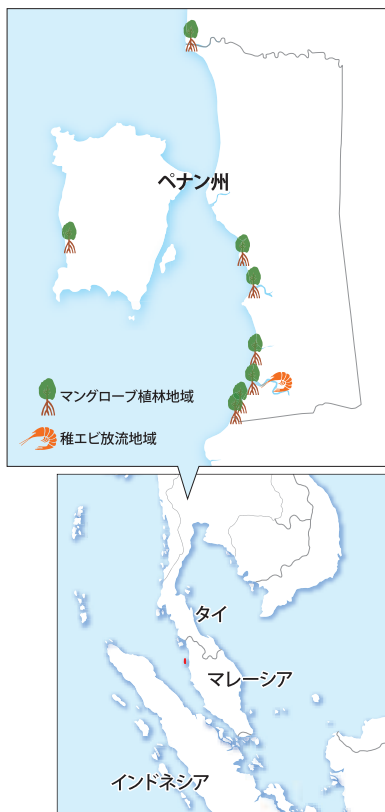 ペナン州
マングローブ植林地域
稚エビ放流地域
タイ
マレーシア
インドネシア